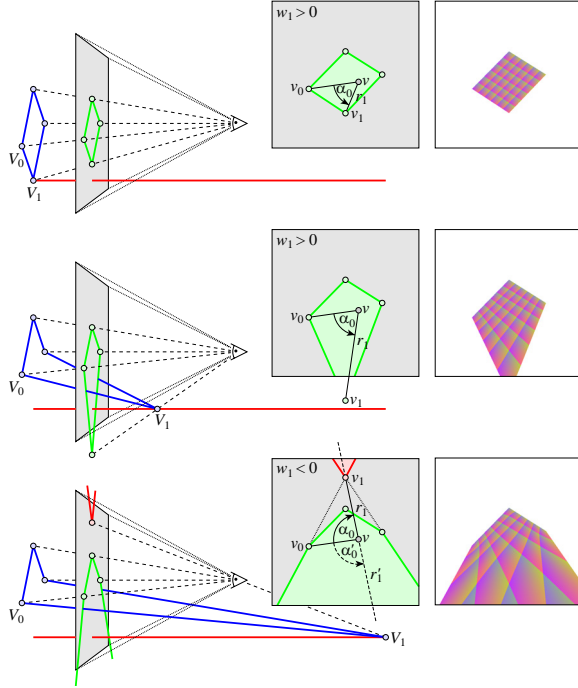 w₁ > 0
v₀ α₀ v
r₁
v₁
V₀
V₁
w₁ > 0
v₀ α₀ v
r₁
v₁
V₀
V₁
w₁ < 0
v₁
r₁
v₀ α₀ v
α₀′
r₁′
V₀
V₁